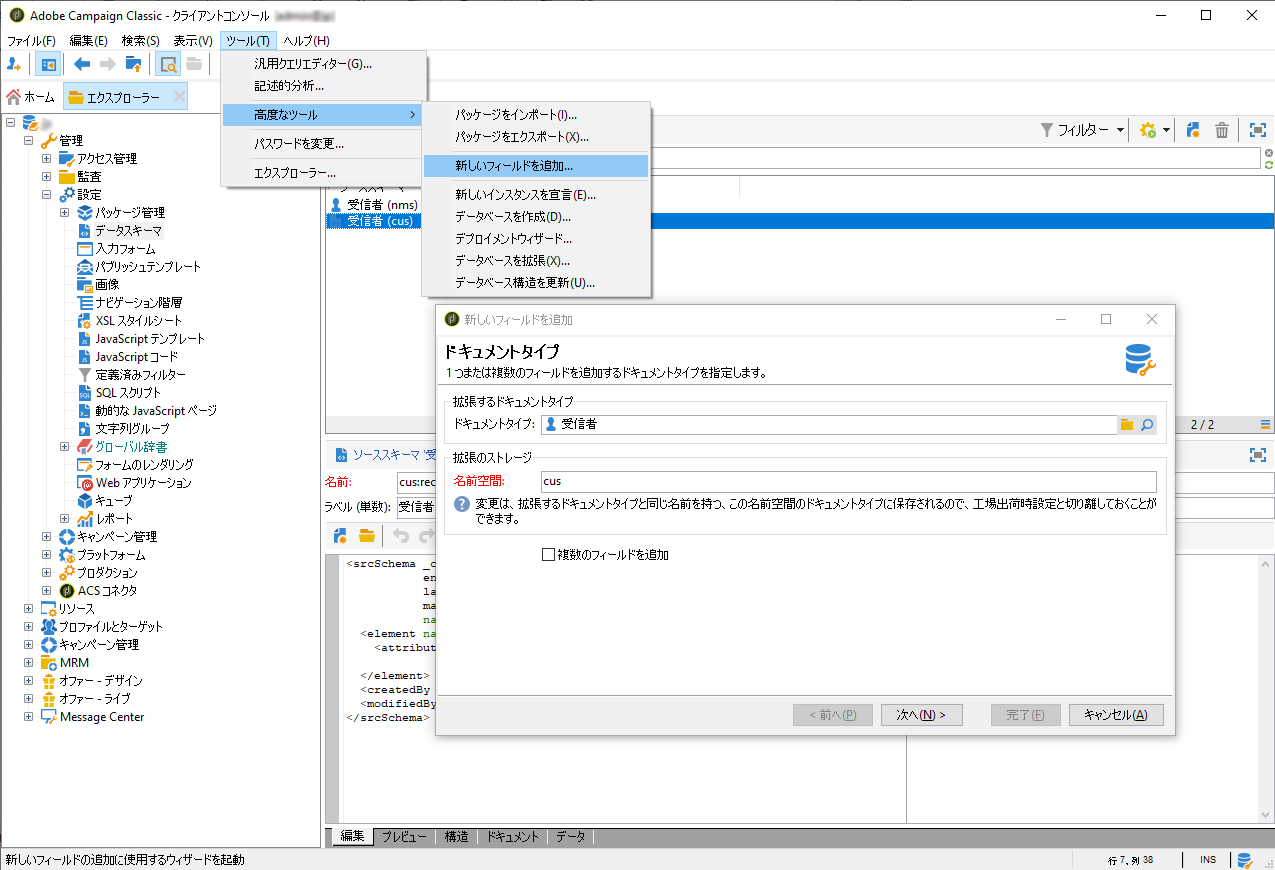 Adobe Campaign Classic - クライアントコンソール
ファイル(F) 編集(E) 検索(S) 表示(V) ツール(T) ヘルプ(H)
汎用クエリエディター(G)...
記述的分析...
高度なツール
パスワードを変更...
エクスプローラー...
パッケージをインポート(I)...
パッケージをエクスポート(X)...
新しいフィールドを追加...
新しいインスタンスを宣言(E)...
データベースを作成(D)...
デプロイメントウィザード...
データベースを拡張(X)...
データベース構造を更新(U)...
ホーム エクスプローラー
管理
アクセス管理
監査
設定
パッケージ管理
データスキーマ
入力フォーム
パブリッシュテンプレート
画像
ナビゲーション階層
XSL スタイルシート
JavaScript テンプレート
JavaScript コード
定義済みフィルター
SQL スクリプト
動的な JavaScript ページ
文字列グループ
グローバル辞書
フォームのレンダリング
Web アプリケーション
キューブ
レポート
キャンペーン管理
プラットフォーム
プロダクション
ACS コネクタ
リソース
プロファイルとターゲット
キャンペーン管理
MRM
オファー - デザイン
オファー - ライブ
Message Center
フィルター
受信者 (nms)
受信者 (cus)
2 / 2
ソーススキーマ '受
名前: cus:rec
ラベル (単数): 受信者
<srcSchema _c
en
la
ma
na
<element na
<attribut
</element>
<createdBy
<modifiedBy
</srcSchema>
新しいフィールドを追加
ドキュメントタイプ
1 つまたは複数のフィールドを追加するドキュメントタイプを指定します。
拡張するドキュメントタイプ
ドキュメントタイプ: 受信者
拡張のストレージ
名前空間: cus
変更は、拡張するドキュメントタイプと同じ名前を持つ、この名前空間のドキュメントタイプに保存されるので、工場出荷時設定と切り離しておくことが
できます。
複数のフィールドを追加
< 前へ(P) 次へ(N) > 完了(F) キャンセル(A)
編集 プレビュー 構造 ドキュメント データ
新しいフィールドの追加に使用するウィザードを起動 行 7、列 38 INS